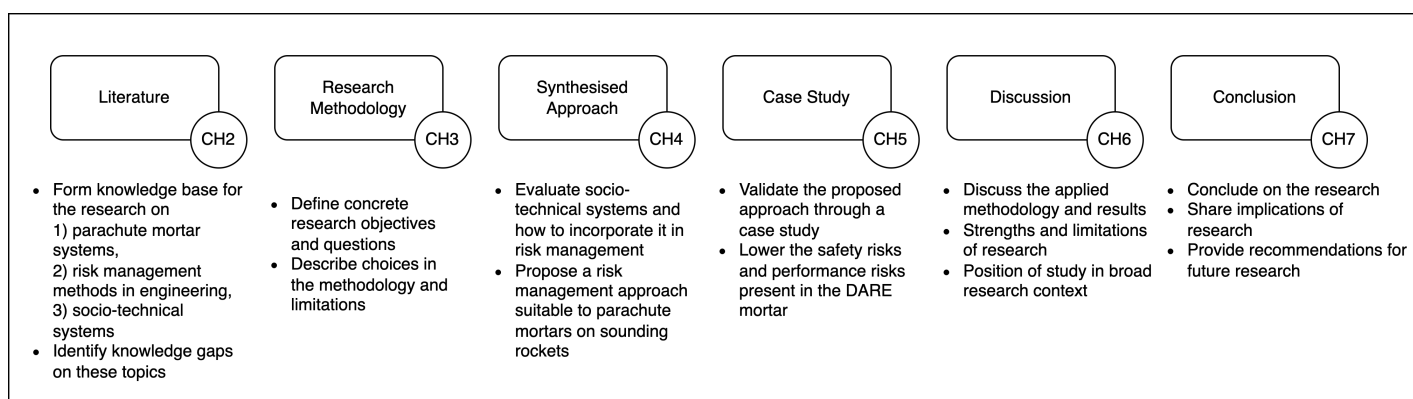 Literature
CH2
Research
Methodology
CH3
Synthesised
Approach
CH4
Case Study
CH5
Discussion
CH6
Conclusion
CH7
• Form knowledge base for
the research on
1) parachute mortar
systems,
2) risk management
methods in engineering,
3) socio-technical
systems
• Identify knowledge gaps
on these topics
• Define concrete
research objectives
and questions
• Describe choices in
the methodology and
limitations
• Evaluate socio-
technical systems and
how to incorporate it in
risk management
• Propose a risk
management approach
suitable to parachute
mortars on sounding
rockets
• Validate the proposed
approach through a
case study
• Lower the safety risks
and performance risks
present in the DARE
mortar
• Discuss the applied
methodology and results
• Strengths and limitations
of research
• Position of study in broad
research context
• Conclude on the research
• Share implications of
research
• Provide recommendations for
future research